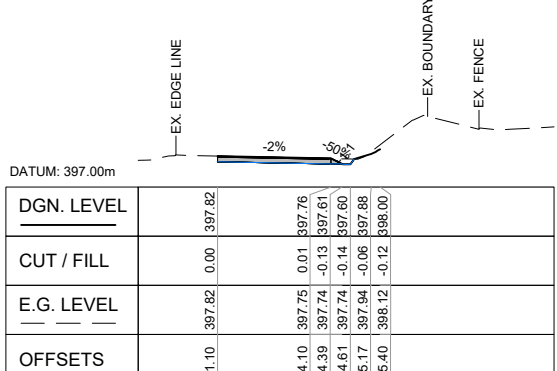 EX. EDGE LINE
EX. BOUNDARY
EX. FENCE
-2%
-50%
DATUM: 397.00m
DGN. LEVEL 397.82 397.76 397.61 397.60 397.88 398.00
CUT / FILL 0.00 0.01 -0.13 -0.14 -0.06 -0.12
E.G. LEVEL 397.82 397.75 397.74 397.74 397.94 398.12
OFFSETS 1.10 4.10 4.39 4.61 5.17 5.40